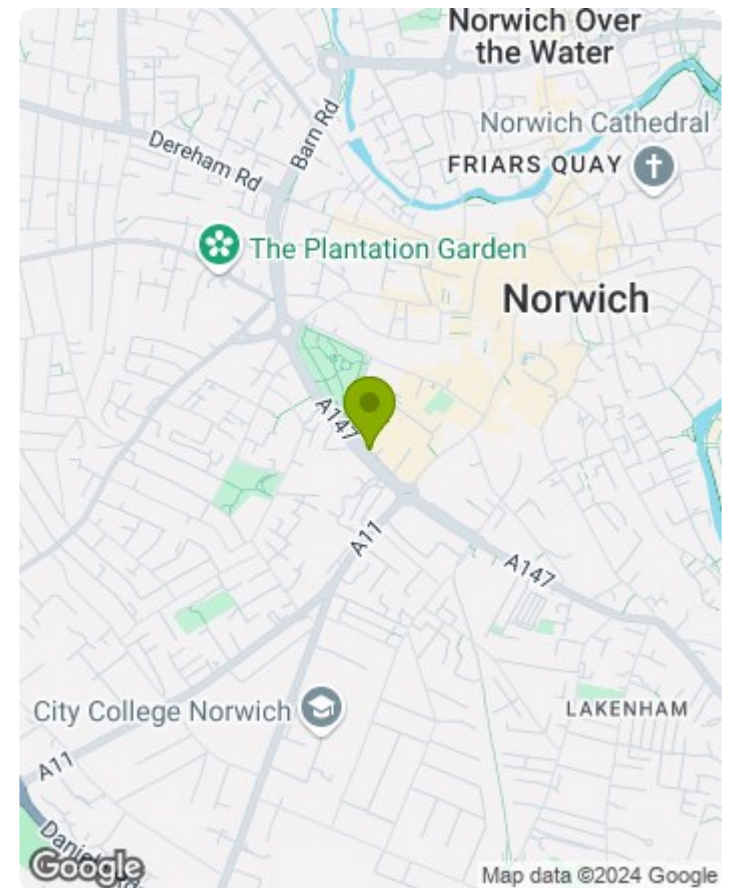 Norwich Over
the Water
Barn Rd
Dereham Rd
Norwich Cathedral
FRIARS QUAY
The Plantation Garden
Norwich
A147
A11
A147
City College Norwich
LAKENHAM
A11
Google
Map data ©2024 Google